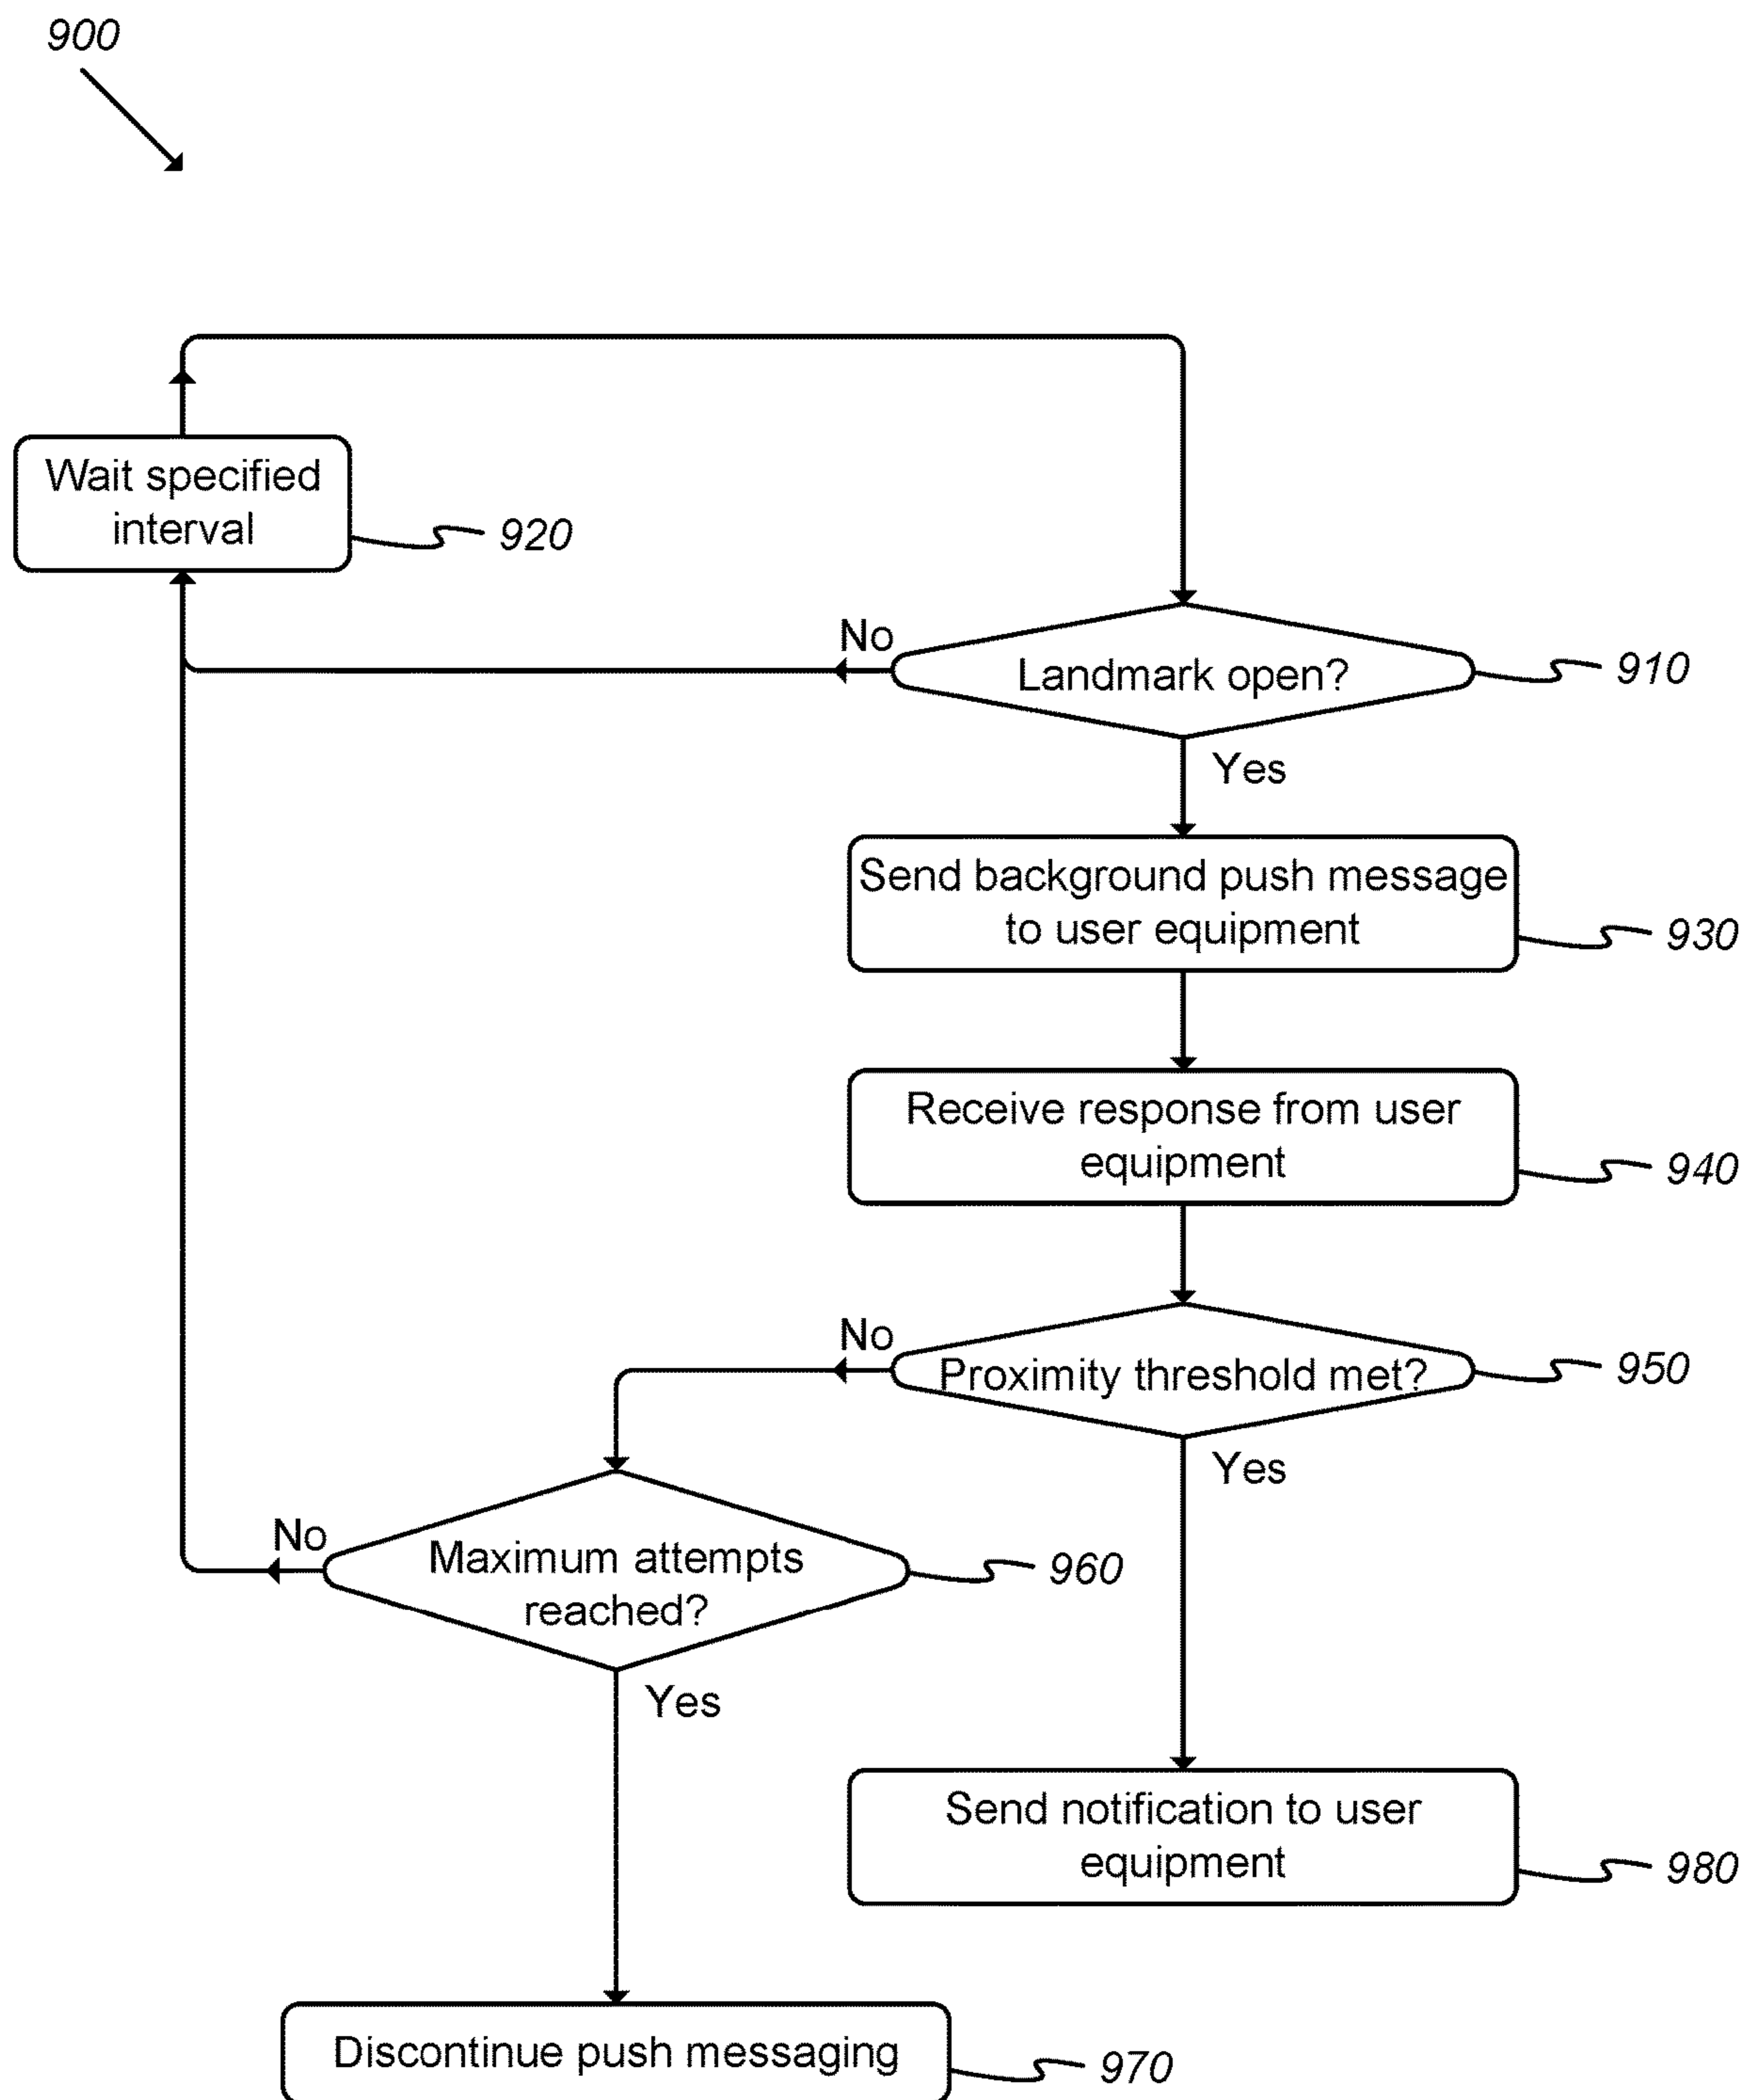 900
Wait specified
interval
920
No
Landmark open?
910
Yes
Send background push message
to user equipment
930
Receive response from user
equipment
940
No
Proximity threshold met?
950
Yes
No
Maximum attempts
reached?
960
Yes
Send notification to user
equipment
980
Discontinue push messaging
970